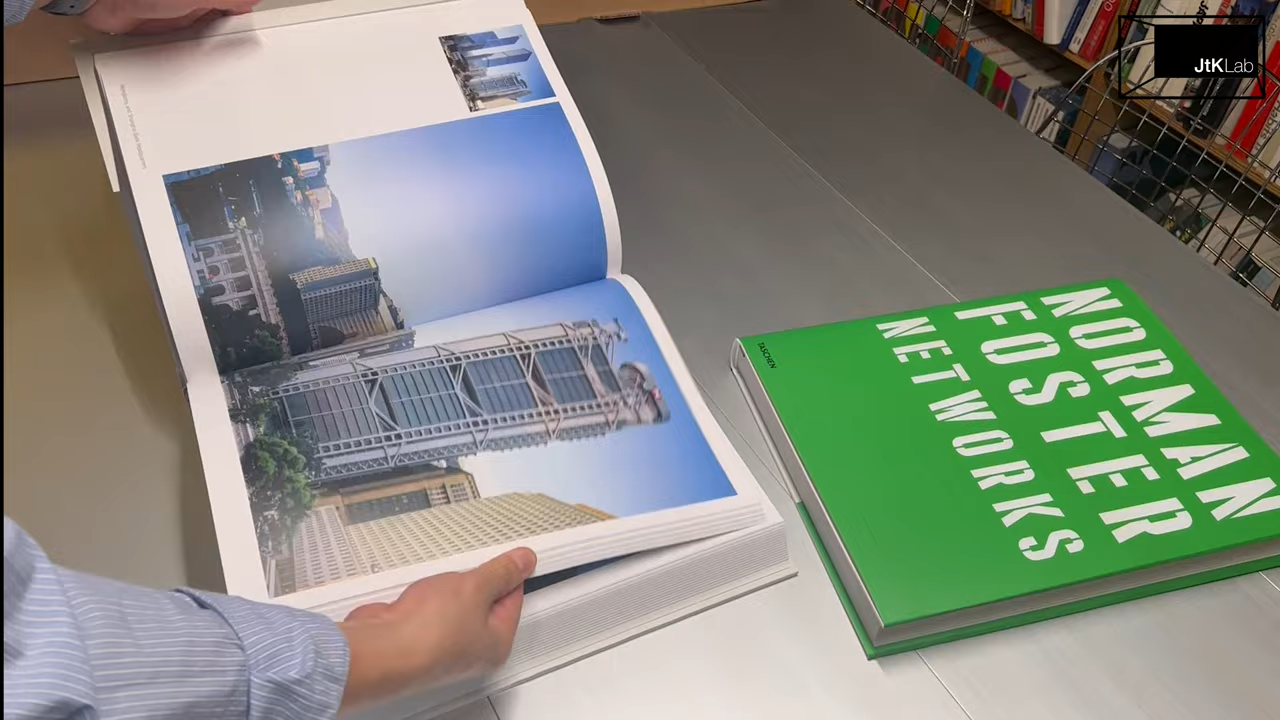 JtKLab
TASCHEN
NORMAN
FOSTER
NETWORKS